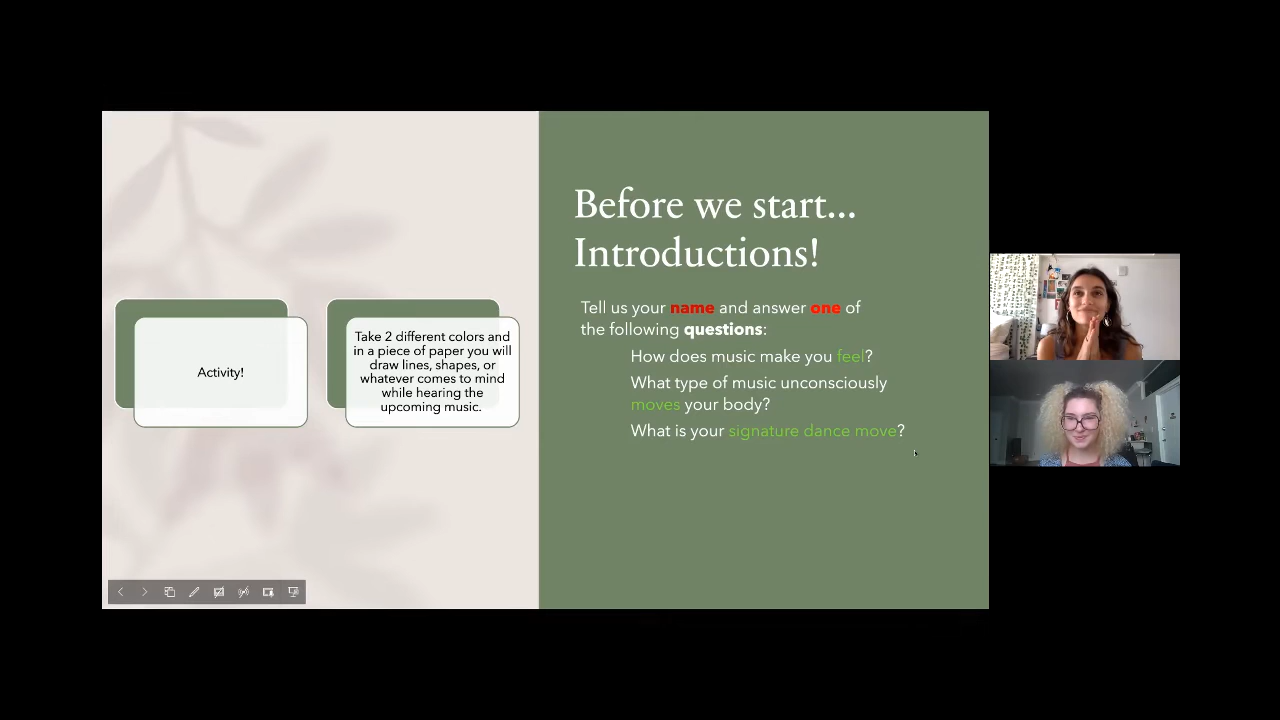 Before we start...
Introductions!
Tell us your name and answer one of
the following questions:
How does music make you feel?
What type of music unconsciously
moves your body?
What is your signature dance move?
Activity!
Take 2 different colors and
in a piece of paper you will
draw lines, shapes, or
whatever comes to mind
while hearing the
upcoming music.